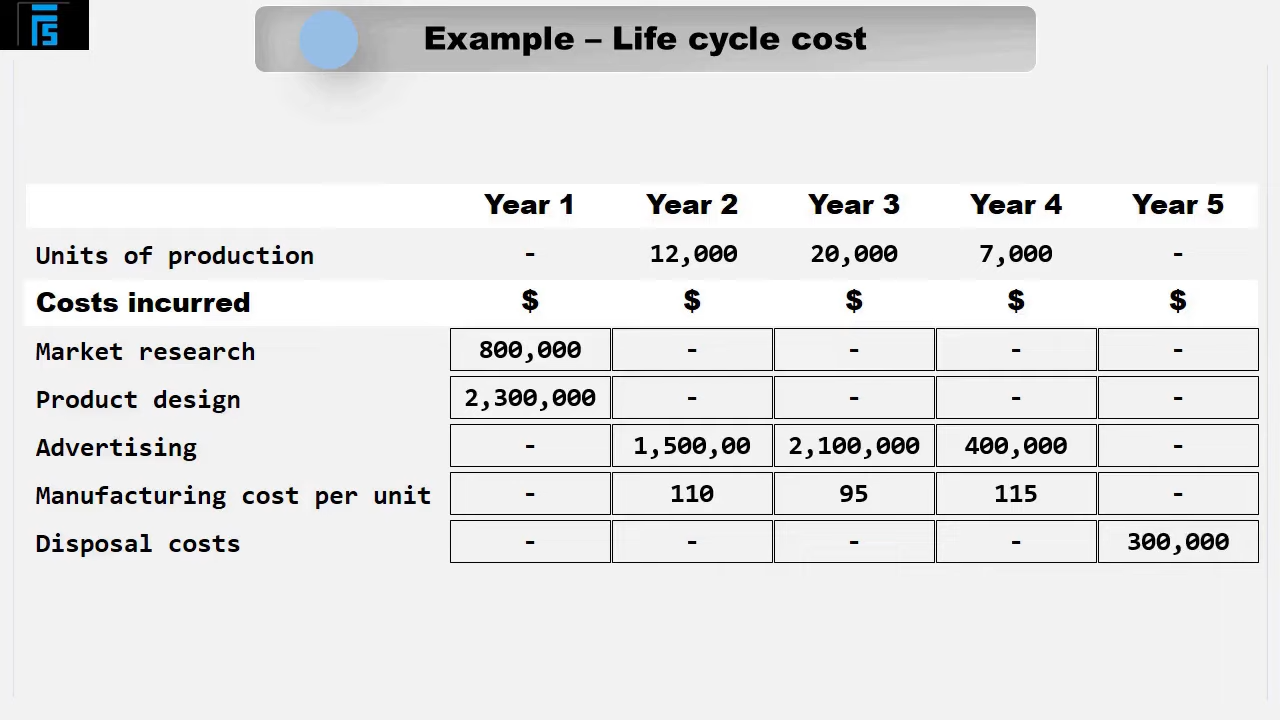 Example – Life cycle cost
Year 1 Year 2 Year 3 Year 4 Year 5
Units of production - 12,000 20,000 7,000 -
Costs incurred $ $ $ $ $
Market research 800,000 - - - -
Product design 2,300,000 - - - -
Advertising - 1,500,00 2,100,000 400,000 -
Manufacturing cost per unit - 110 95 115 -
Disposal costs - - - - 300,000